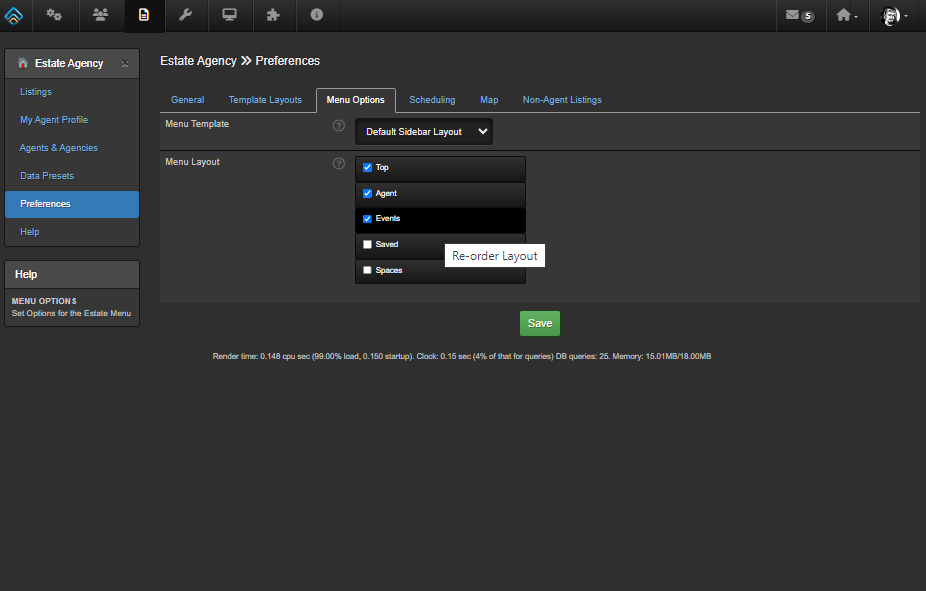 5
Estate Agency
Listings
My Agent Profile
Agents & Agencies
Data Presets
Preferences
Help
Help
MENU OPTIONS
Set Options for the Estate Menu
Estate Agency » Preferences
General
Template Layouts
Menu Options
Scheduling
Map
Non-Agent Listings
Menu Template
?
Default Sidebar Layout
Menu Layout
?
Top
Agent
Events
Saved
Spaces
Re-order Layout
Save
Render time: 0.148 cpu sec (99.00% load, 0.150 startup). Clock: 0.15 sec (4% of that for queries) DB queries: 25. Memory: 15.01MB/18.00MB